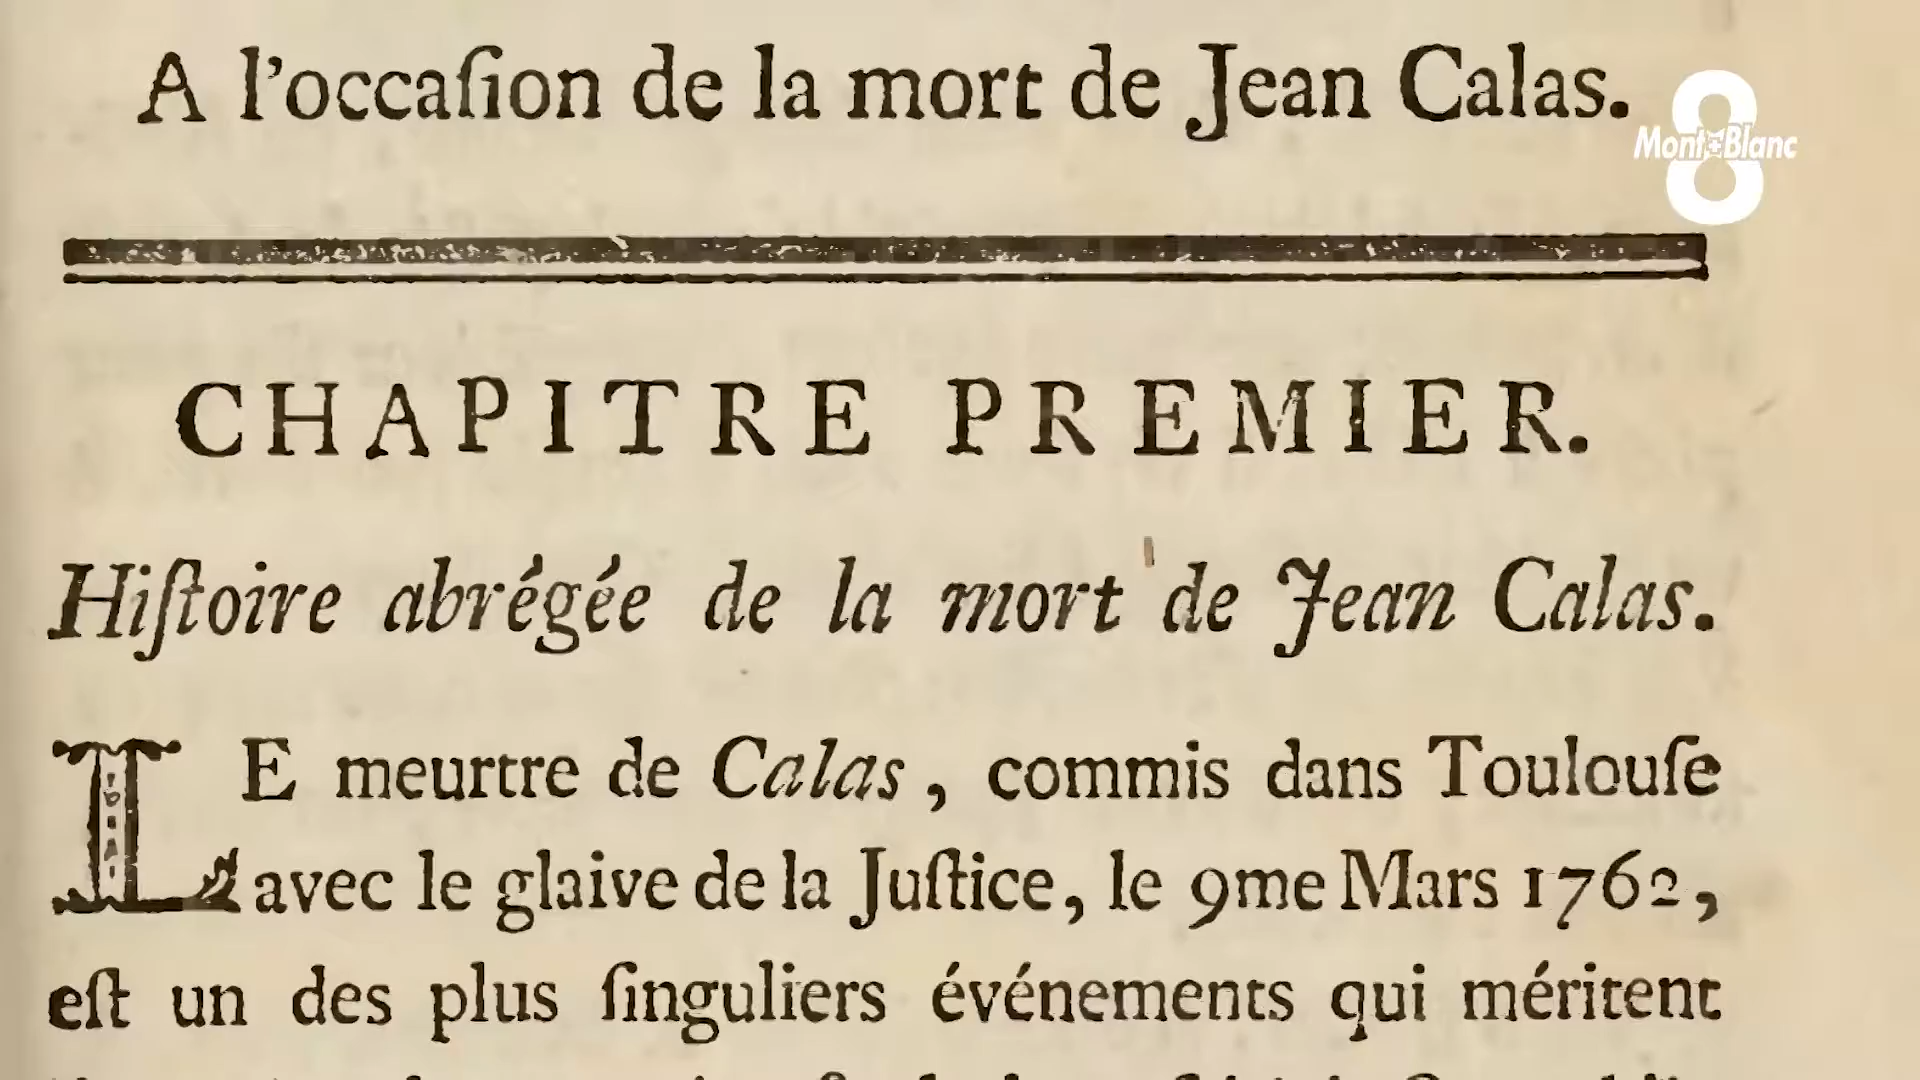 A l'occaſion de la mort de Jean Calas.
8
Mont Blanc
CHAPITRE PREMIER.
Hiſtoire abrégée de la mort de Jean Calas.
LE meurtre de Calas, commis dans Toulouſe
avec le glaive de la Juſtice, le 9me Mars 1762,
eſt un des plus ſinguliers événements qui méritent